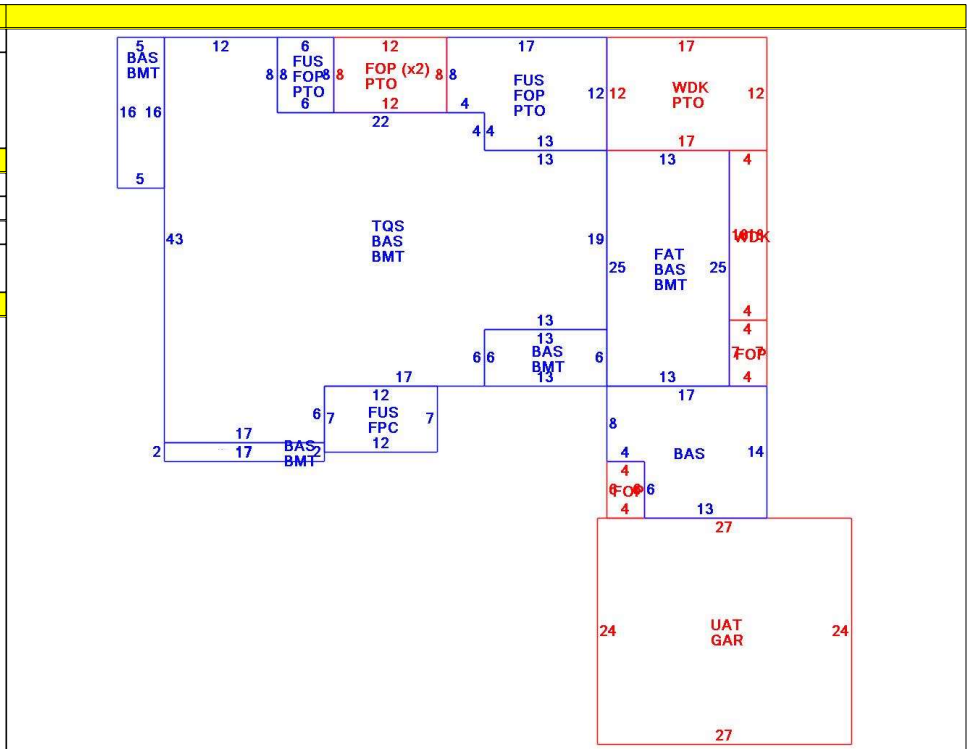 5 12 6 12 17 17
BAS
BMT
8 8 FUS 8 8 FOP (x2) 8 8
FOP PTO
PTO
FUS
FOP
PTO
12 12 WDK 12
PTO
16 16
6 12 4
22
4 4
13 17
13 13 4
5
TQS
BAS
BMT
43 19
25 FAT 25
BAS
BMT
WDK
13
13
6 6 BAS 6
BMT
4
4
7 FOP 7
17 13 13 4
12 17
6 7 FUS 7
FPC
12
8
17
2 17 BAS 2
BMT
4
BAS 14
4
FOP 6
4 13
27
24 UAT 24
GAR
27